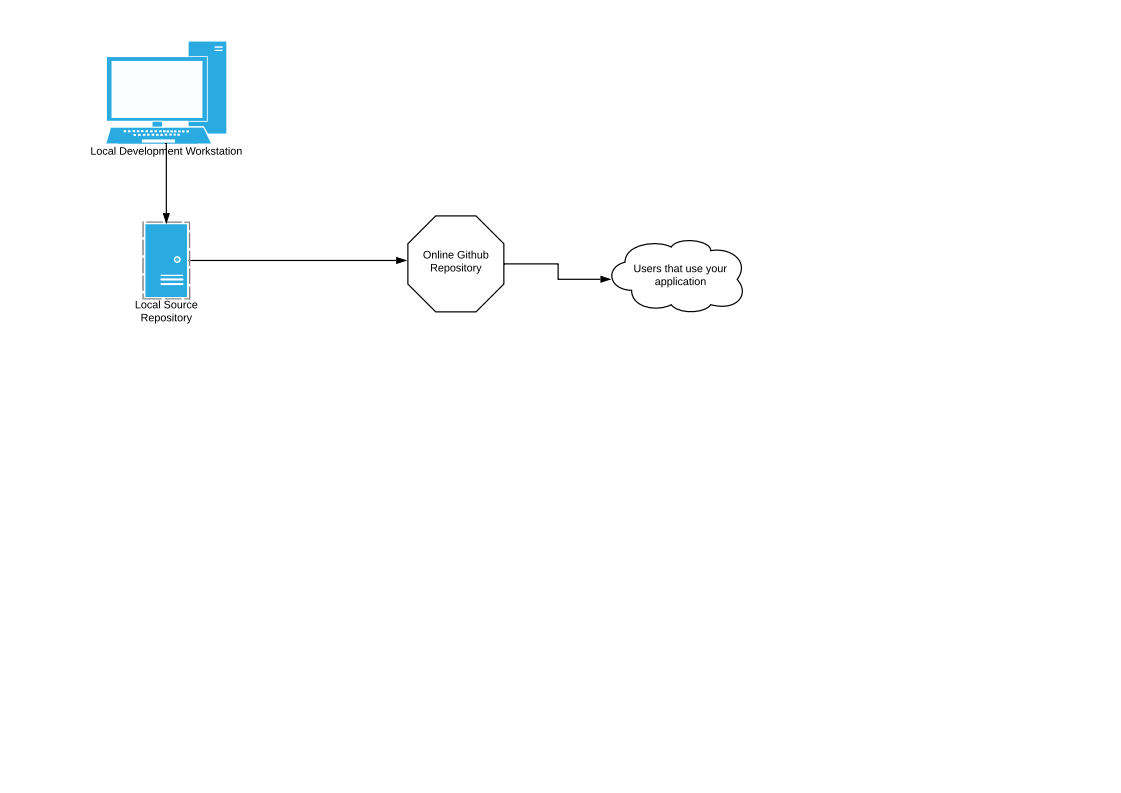 Local Development Workstation
Local Source
Repository
Online Github
Repository
Users that use your
application